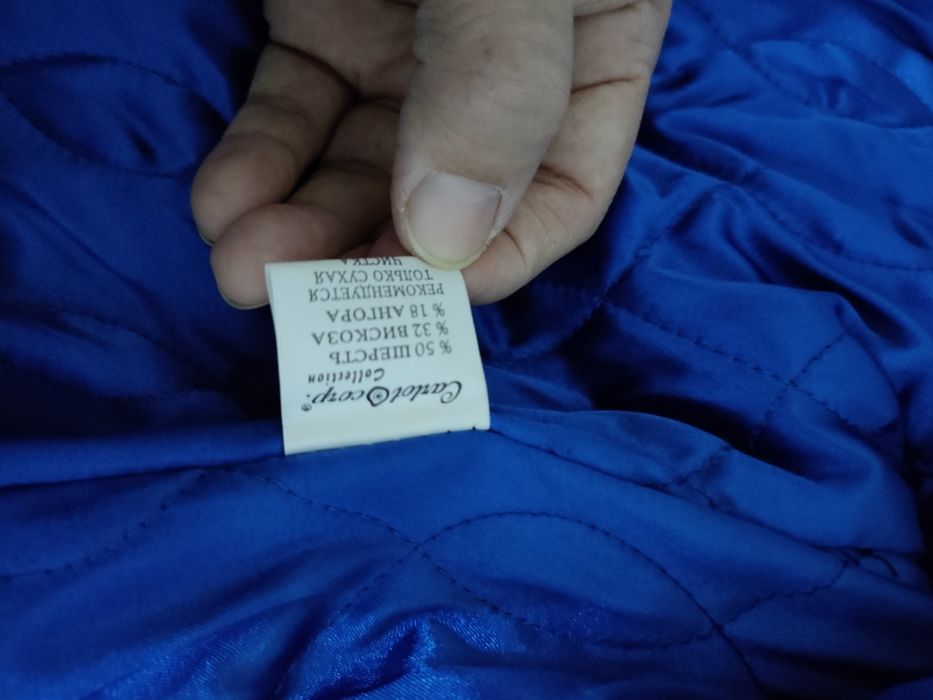 Carlot corp.®
Collection
% 50 ШЕРСТЬ
% 32 ВИСКОЗА
% 18 АНГОРА
РЕКОМЕНДУЕТСЯ
ТОЛЬКО СУХАЯ
ЧИСТКА